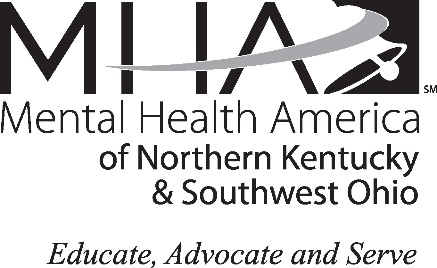 MHA SM
Mental Health America
of Northern Kentucky
& Southwest Ohio
Educate, Advocate and Serve